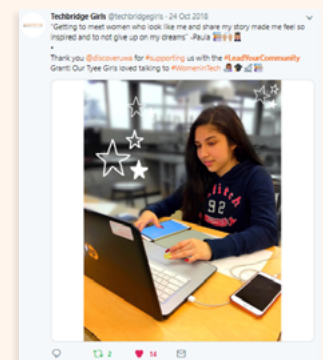 Techbridge Girls @techbridgegirls · 24 Oct 2018
"Getting to meet women who look like me and share my story made me feel so
inspired and to not give up on my dreams" -Paula
Thank you @discoveruwa for #supporting us with the #LeadYourCommunity
Grant! Our Tyee Girls loved talking to #WomeninTech
92
2
14